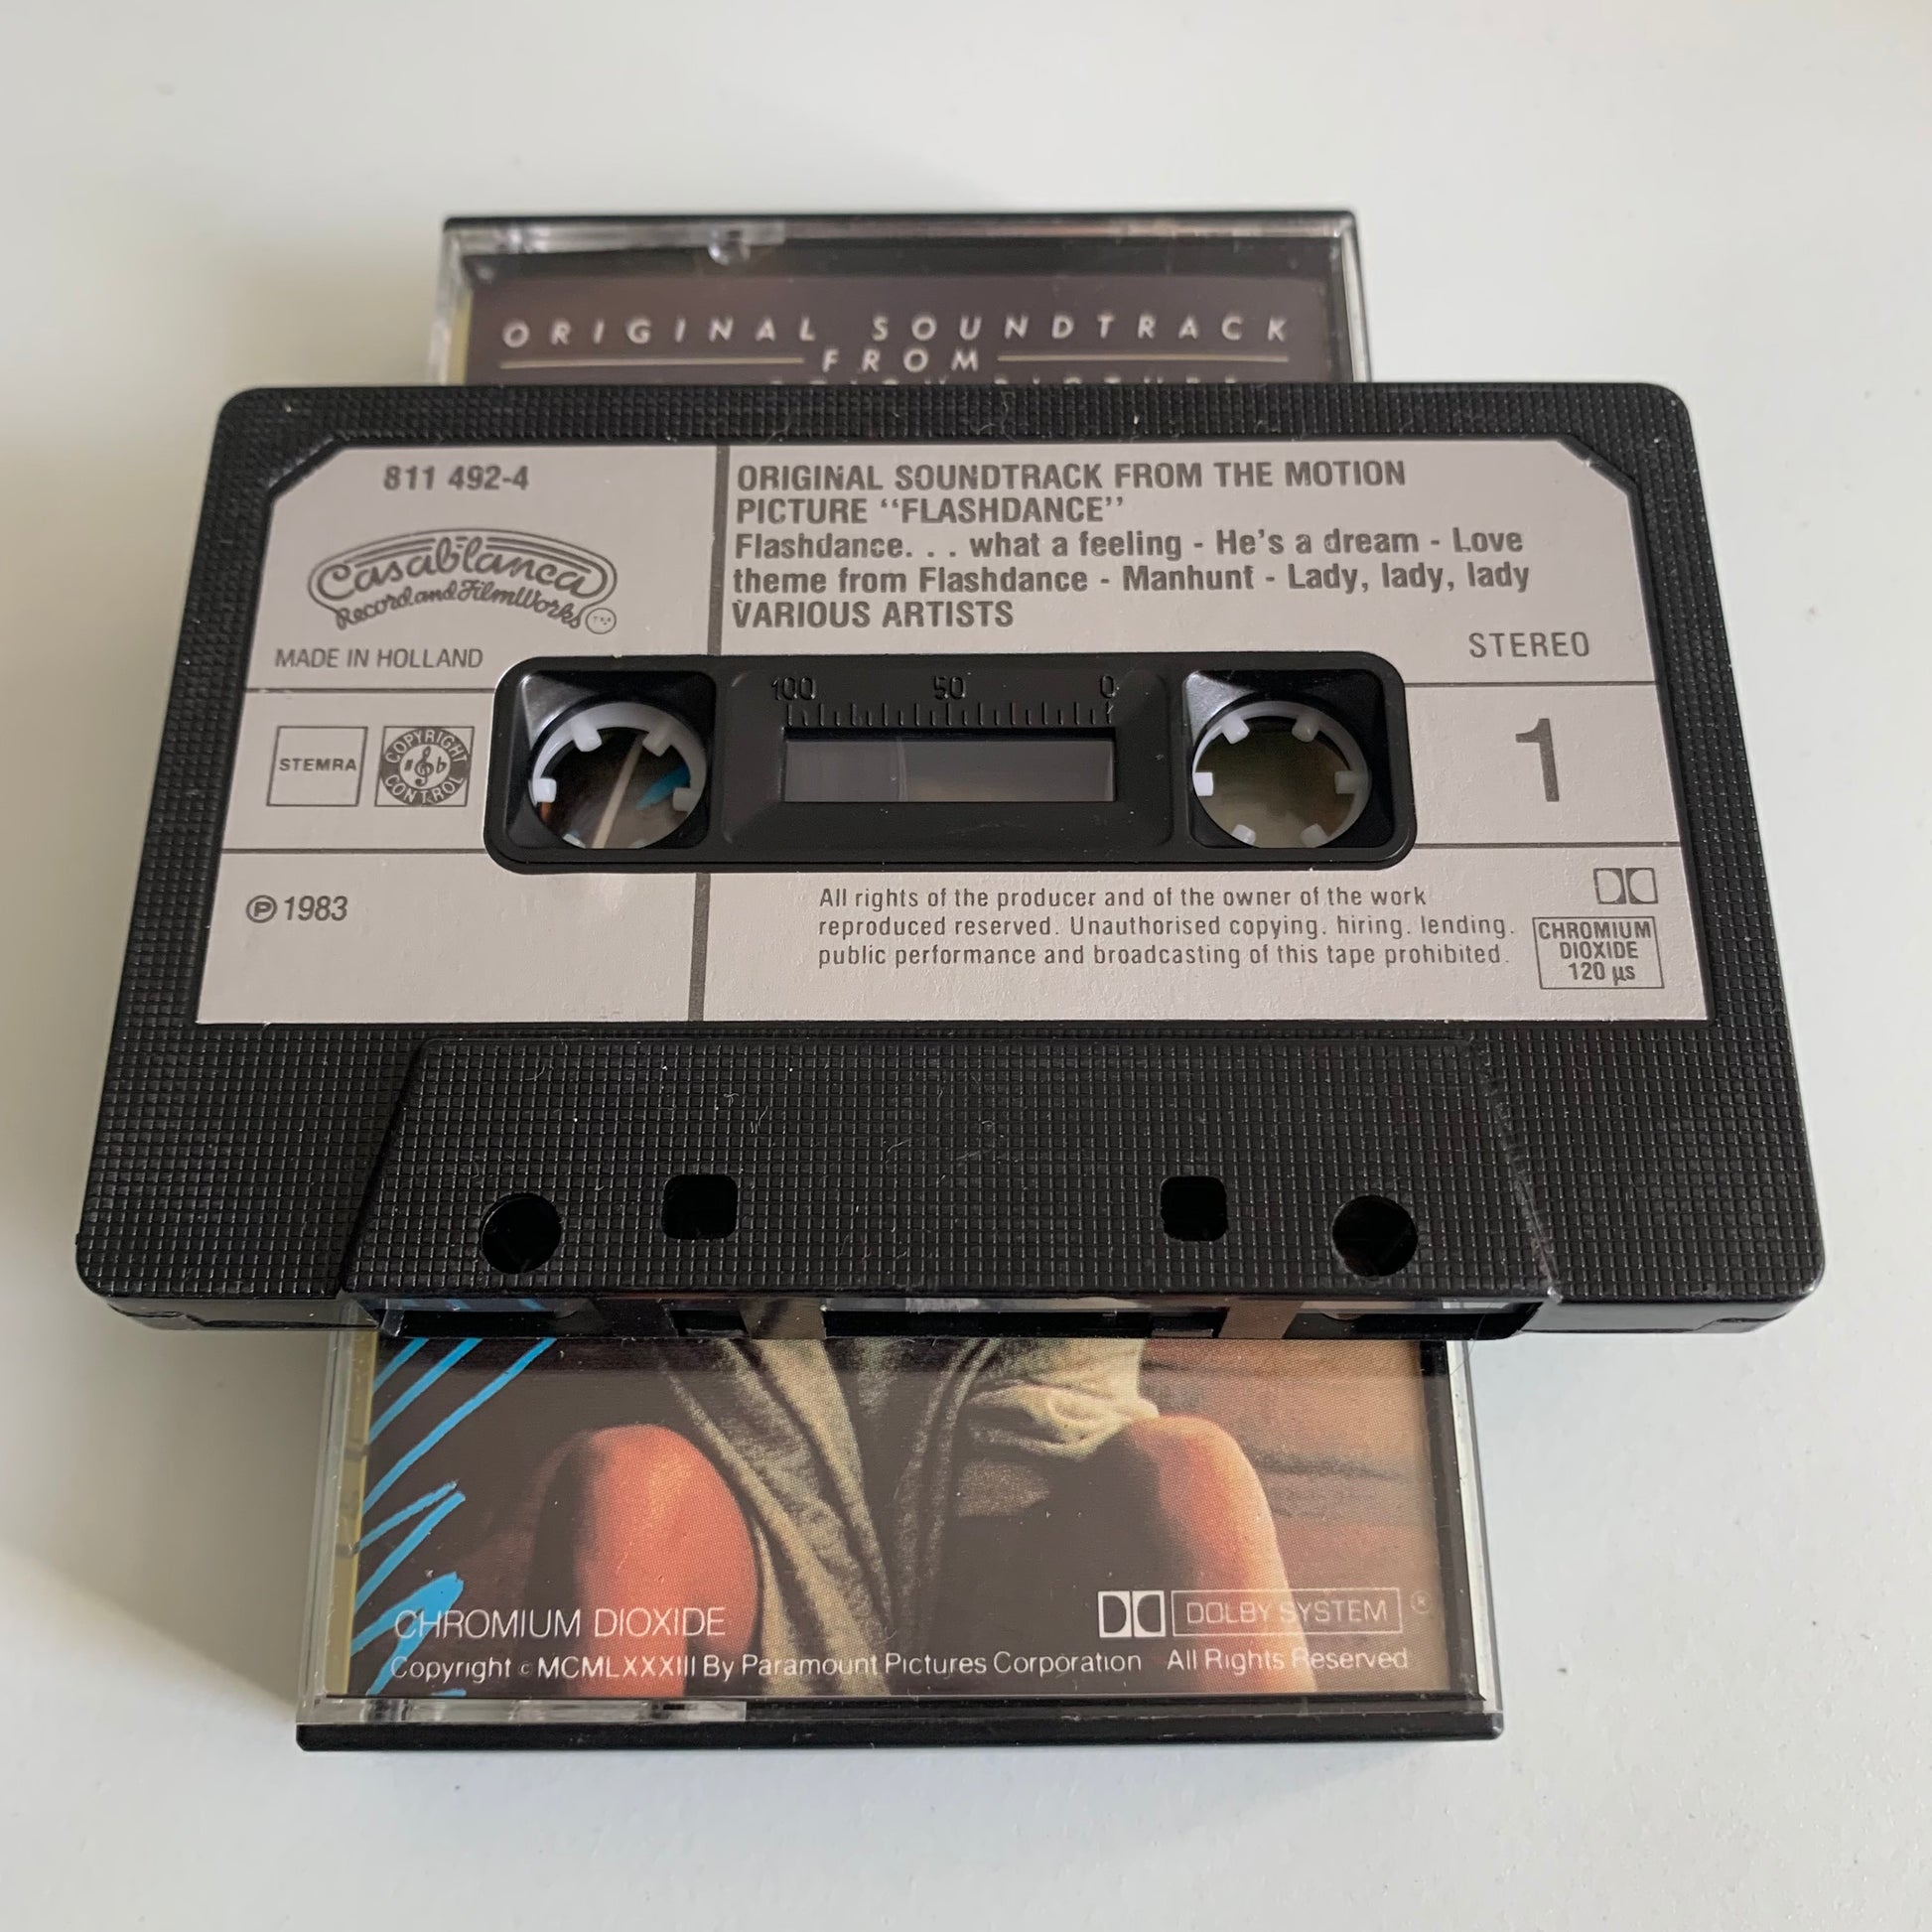 ORIGINAL SOUNDTRACK
FROM
811 492-4
Casablanca
Record and FilmWorks
MADE IN HOLLAND
ORIGINAL SOUNDTRACK FROM THE MOTION
PICTURE “FLASHDANCE”
Flashdance. . . what a feeling - He's a dream - Love
theme from Flashdance - Manhunt - Lady, lady, lady
VARIOUS ARTISTS
STEREO
100 50 0
STEMRA
COPYRIGHT CONTROL
1
℗ 1983
All rights of the producer and of the owner of the work
reproduced reserved. Unauthorised copying. hiring. lending.
public performance and broadcasting of this tape prohibited.
CHROMIUM
DIOXIDE
120 µs
CHROMIUM DIOXIDE
DOLBY SYSTEM ®
Copyright © MCMLXXXIII By Paramount Pictures Corporation All Rights Reserved